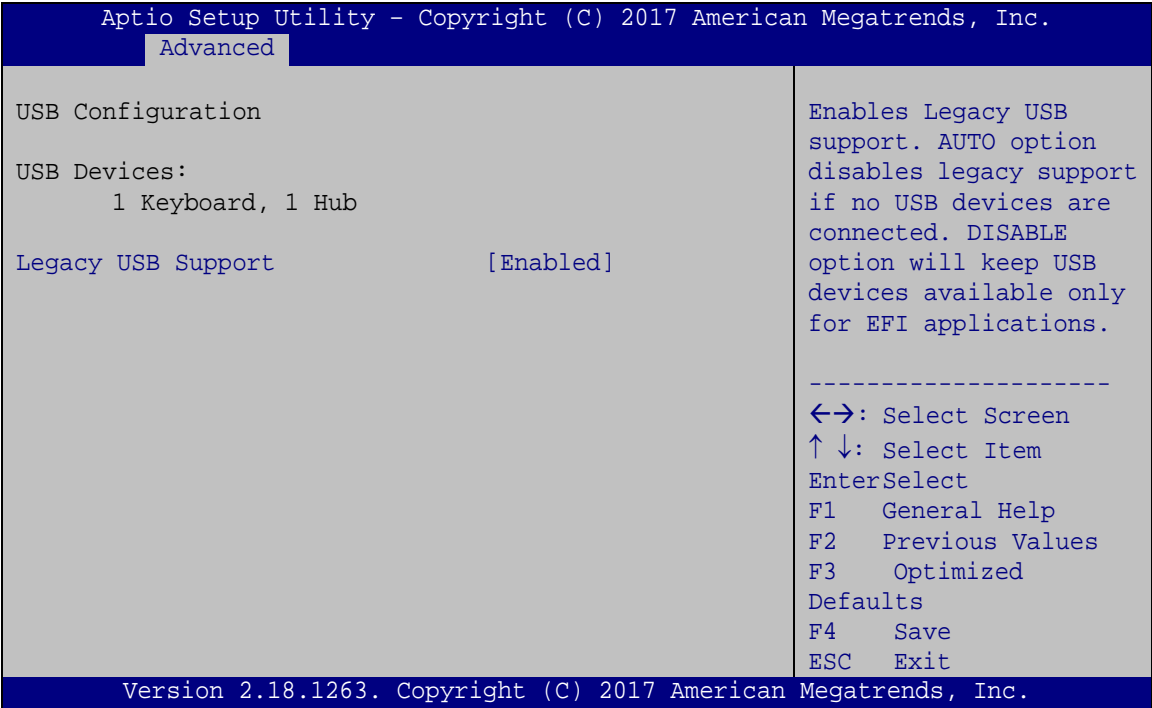 Aptio Setup Utility – Copyright (C) 2017 American Megatrends, Inc.
Advanced
USB Configuration
USB Devices:
1 Keyboard, 1 Hub
Legacy USB Support [Enabled]
Enables Legacy USB
support. AUTO option
disables legacy support
if no USB devices are
connected. DISABLE
option will keep USB
devices available only
for EFI applications.
---------------------
←→: Select Screen
↑ ↓: Select Item
EnterSelect
F1 General Help
F2 Previous Values
F3 Optimized
Defaults
F4 Save
ESC Exit
Version 2.18.1263. Copyright (C) 2017 American Megatrends, Inc.